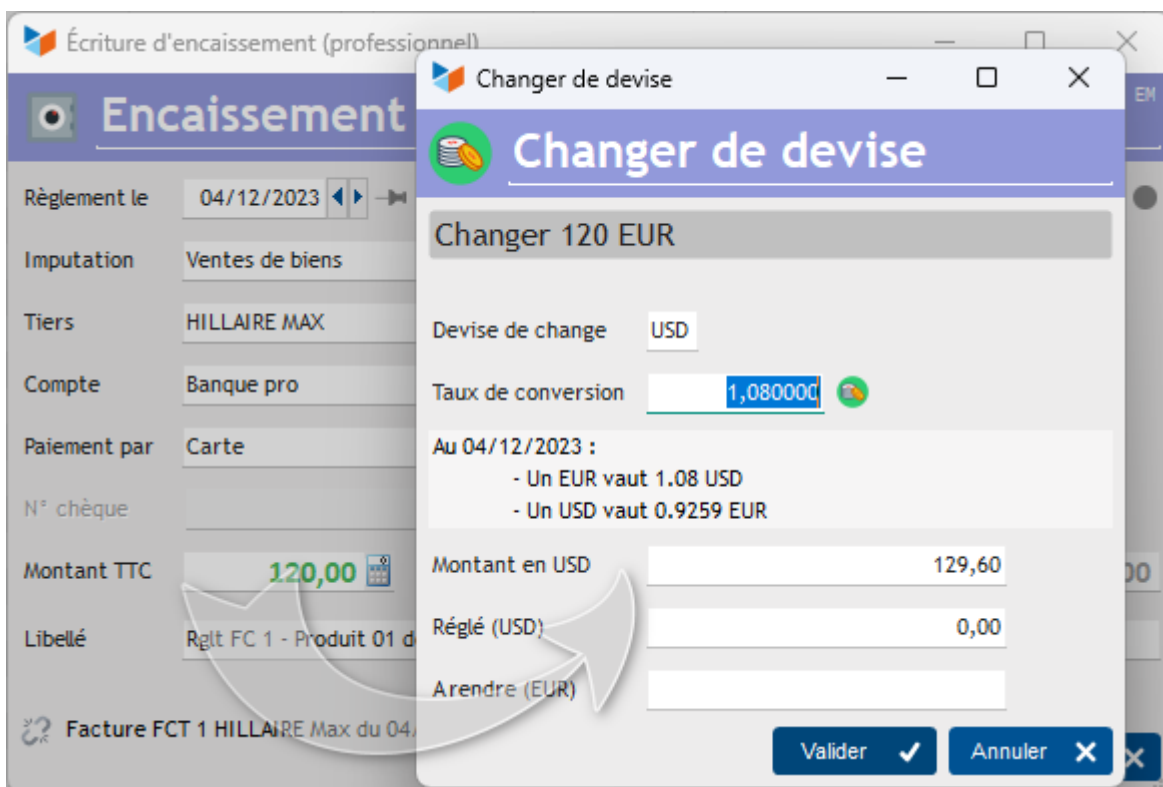 Écriture d'encaissement (professionnel)
Encaissement
EM
Règlement le 04/12/2023
Imputation Ventes de biens
Tiers HILLAIRE MAX
Compte Banque pro
Paiement par Carte
N° chèque
Montant TTC 120,00
00
Libellé Rglt FC 1 - Produit 01 d
Facture FCT 1 HILLAIRE Max du 04/
Changer de devise
Changer de devise
Changer 120 EUR
Devise de change USD
Taux de conversion 1,080000
Au 04/12/2023 :
- Un EUR vaut 1.08 USD
- Un USD vaut 0.9259 EUR
Montant en USD 129,60
Réglé (USD) 0,00
Arendre (EUR)
Valider Annuler